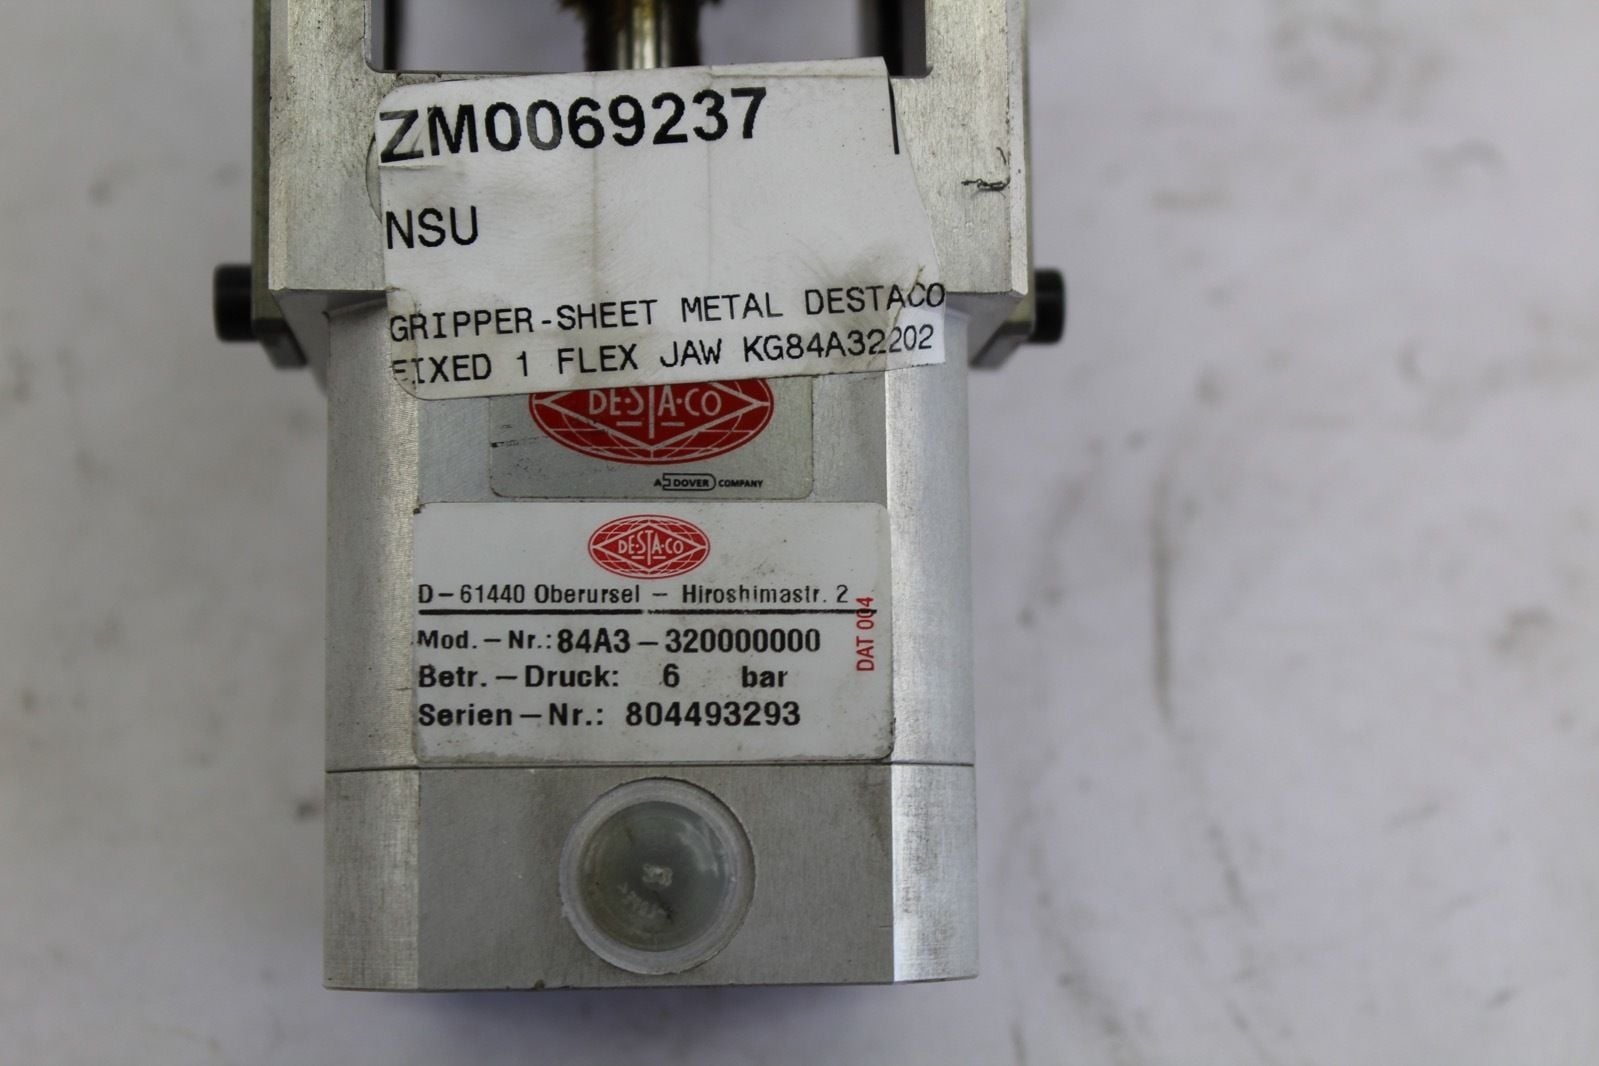 ZM0069237
NSU
GRIPPER-SHEET METAL DESTACO
FIXED 1 FLEX JAW KG84A32202
DE-STA-CO
A DOVER COMPANY
DE-STA-CO
D-61440 Oberursel - Hiroshimastr. 2
Mod.-Nr.: 84A3-320000000
Betr.-Druck: 6 bar
Serien-Nr.: 804493293
DAT 004